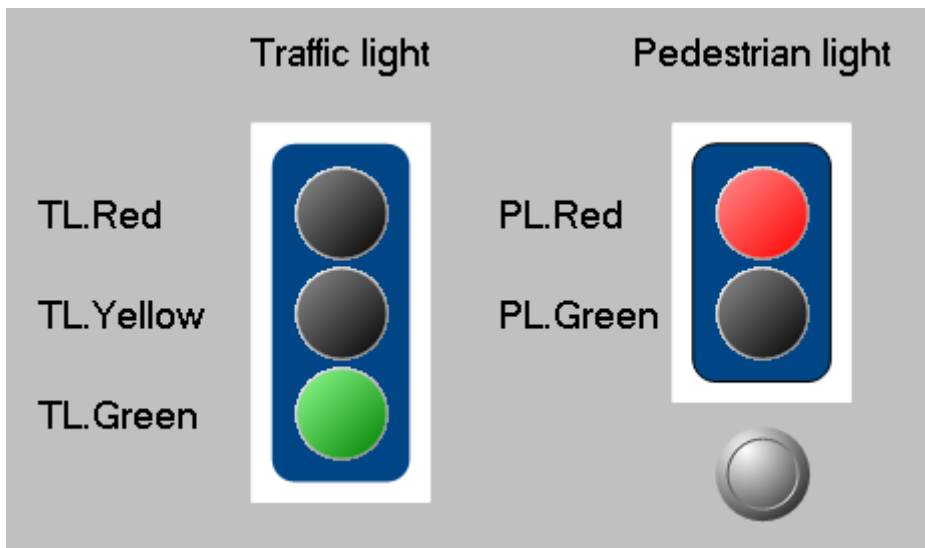 Traffic light
Pedestrian light
TL.Red
PL.Red
TL.Yellow
PL.Green
TL.Green